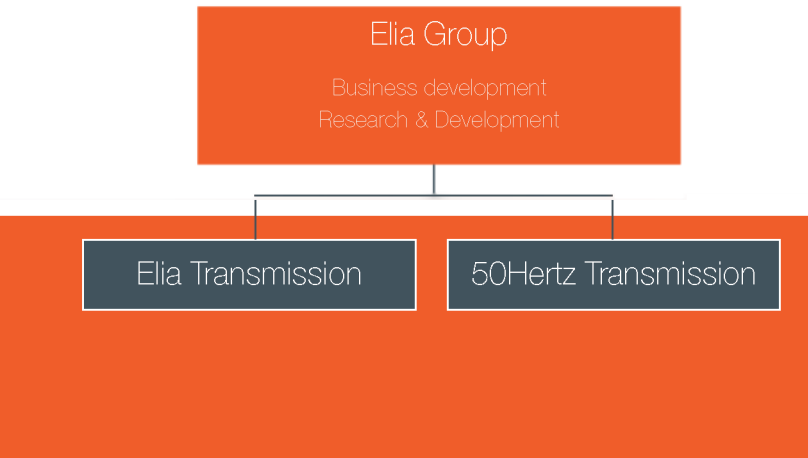 Elia Group
Business development
Research & Development
Elia Transmission
50Hertz Transmission